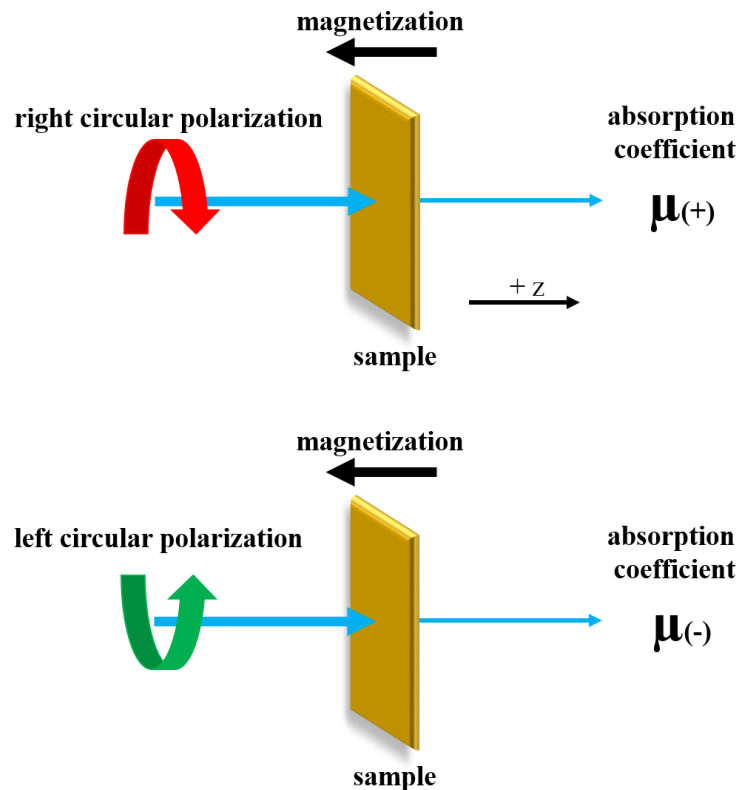 magnetization
right circular polarization
absorption
coefficient
μ(+)
+ z
sample
magnetization
left circular polarization
absorption
coefficient
μ(-)
sample